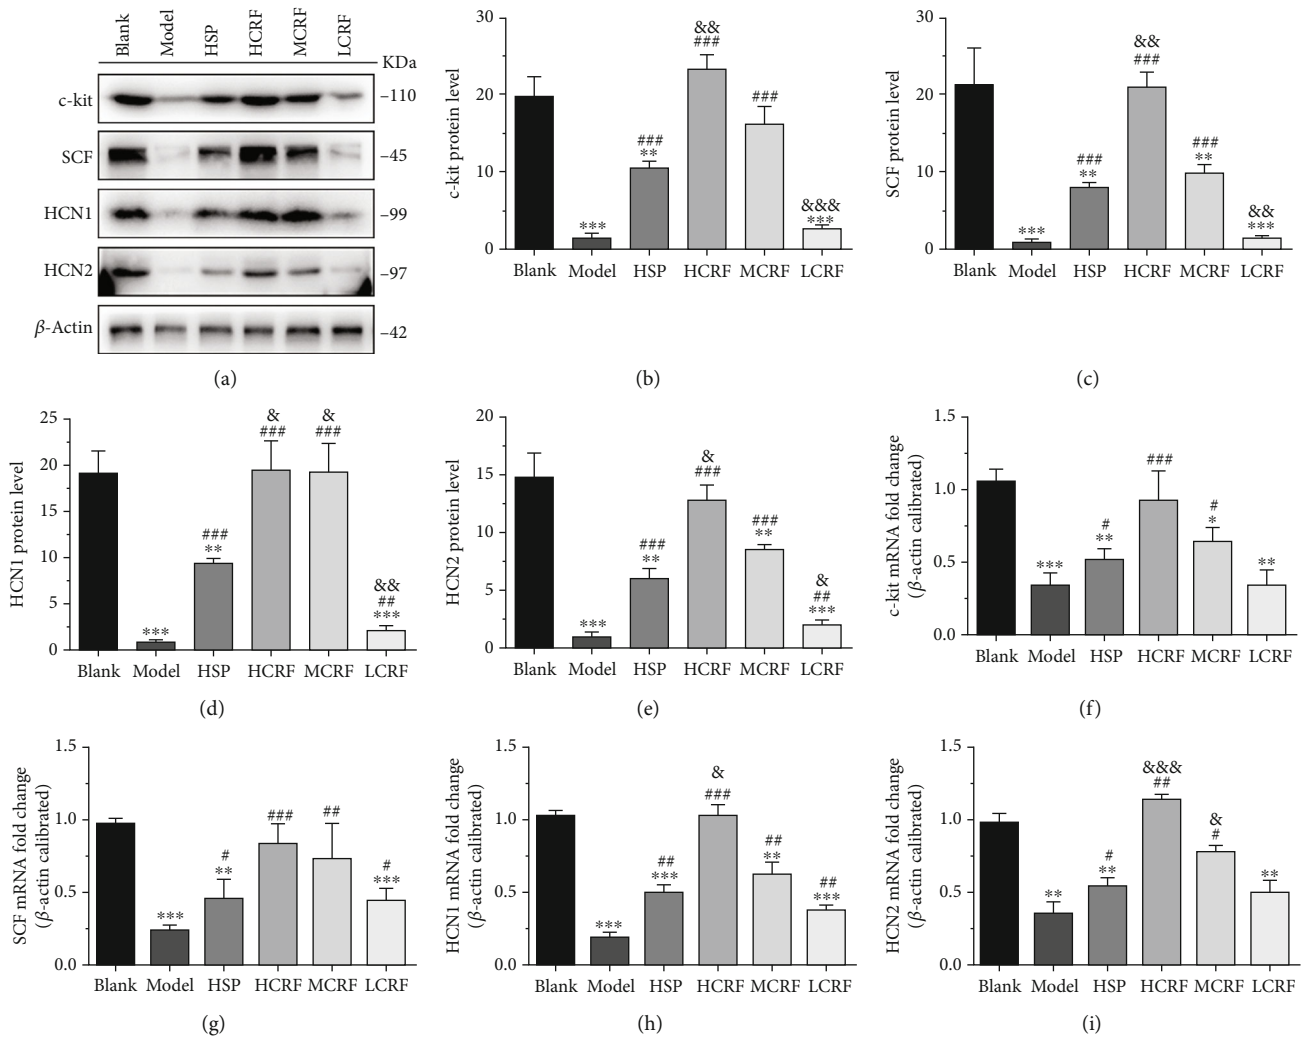 Blank Model HSP HCRF MCRF LCRF
KDa
c-kit –110
SCF –45
HCN1 –99
HCN2 –97
β-Actin –42
(a)
c-kit protein level
30
20
10
0
***
###
**
&&
###
###
&&&
***
Blank Model HSP HCRF MCRF LCRF
(b)
SCF protein level
30
20
10
0
***
###
**
&&
###
###
**
&&
***
Blank Model HSP HCRF MCRF LCRF
(c)
HCN1 protein level
25
20
15
10
5
0
***
###
**
&
###
&
###
&&
##
***
Blank Model HSP HCRF MCRF LCRF
(d)
HCN2 protein level
20
15
10
5
0
***
###
**
&
###
###
**
&
##
***
Blank Model HSP HCRF MCRF LCRF
(e)
c-kit mRNA fold change
(β-actin calibrated)
1.5
1.0
0.5
1.0
***
#
**
###
#
*
**
Blank Model HSP HCRF MCRF LCRF
(f)
SCF mRNA fold change
(β-actin calibrated)
1.5
1.0
0.5
0.0
***
#
**
###
##
#
***
Blank Model HSP HCRF MCRF LCRF
(g)
HCN1 mRNA fold change
(β-actin calibrated)
1.5
1.0
0.5
0.0
***
##
***
&
###
##
**
##
***
Blank Model HSP HCRF MCRF LCRF
(h)
HCN2 mRNA fold change
(β-actin calibrated)
1.5
1.0
0.5
0.0
**
#
**
&&&
##
&
#
**
Blank Model HSP HCRF MCRF LCRF
(i)